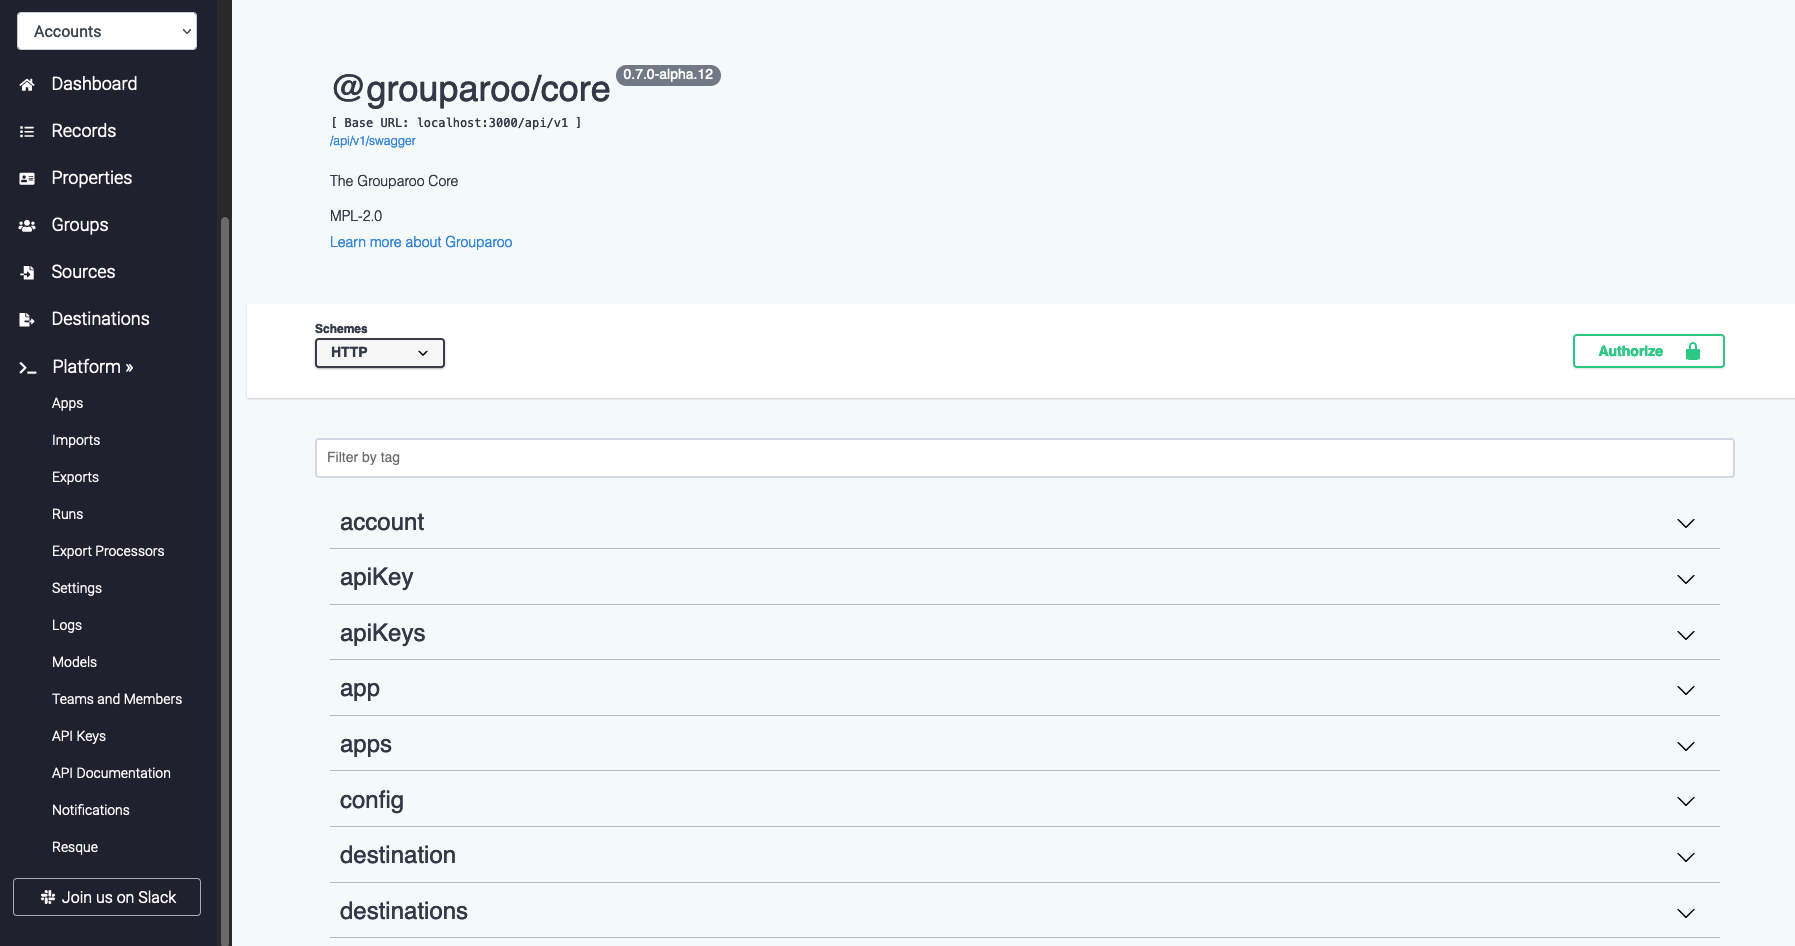 Accounts
Dashboard
Records
Properties
Groups
Sources
Destinations
Platform »
Apps
Imports
Exports
Runs
Export Processors
Settings
Logs
Models
Teams and Members
API Keys
API Documentation
Notifications
Resque
Join us on Slack
@grouparoo/core 0.7.0-alpha.12
[ Base URL: localhost:3000/api/v1 ]
/api/v1/swagger
The Grouparoo Core
MPL-2.0
Learn more about Grouparoo
Schemes
HTTP
Authorize
Filter by tag
account
apiKey
apiKeys
app
apps
config
destination
destinations